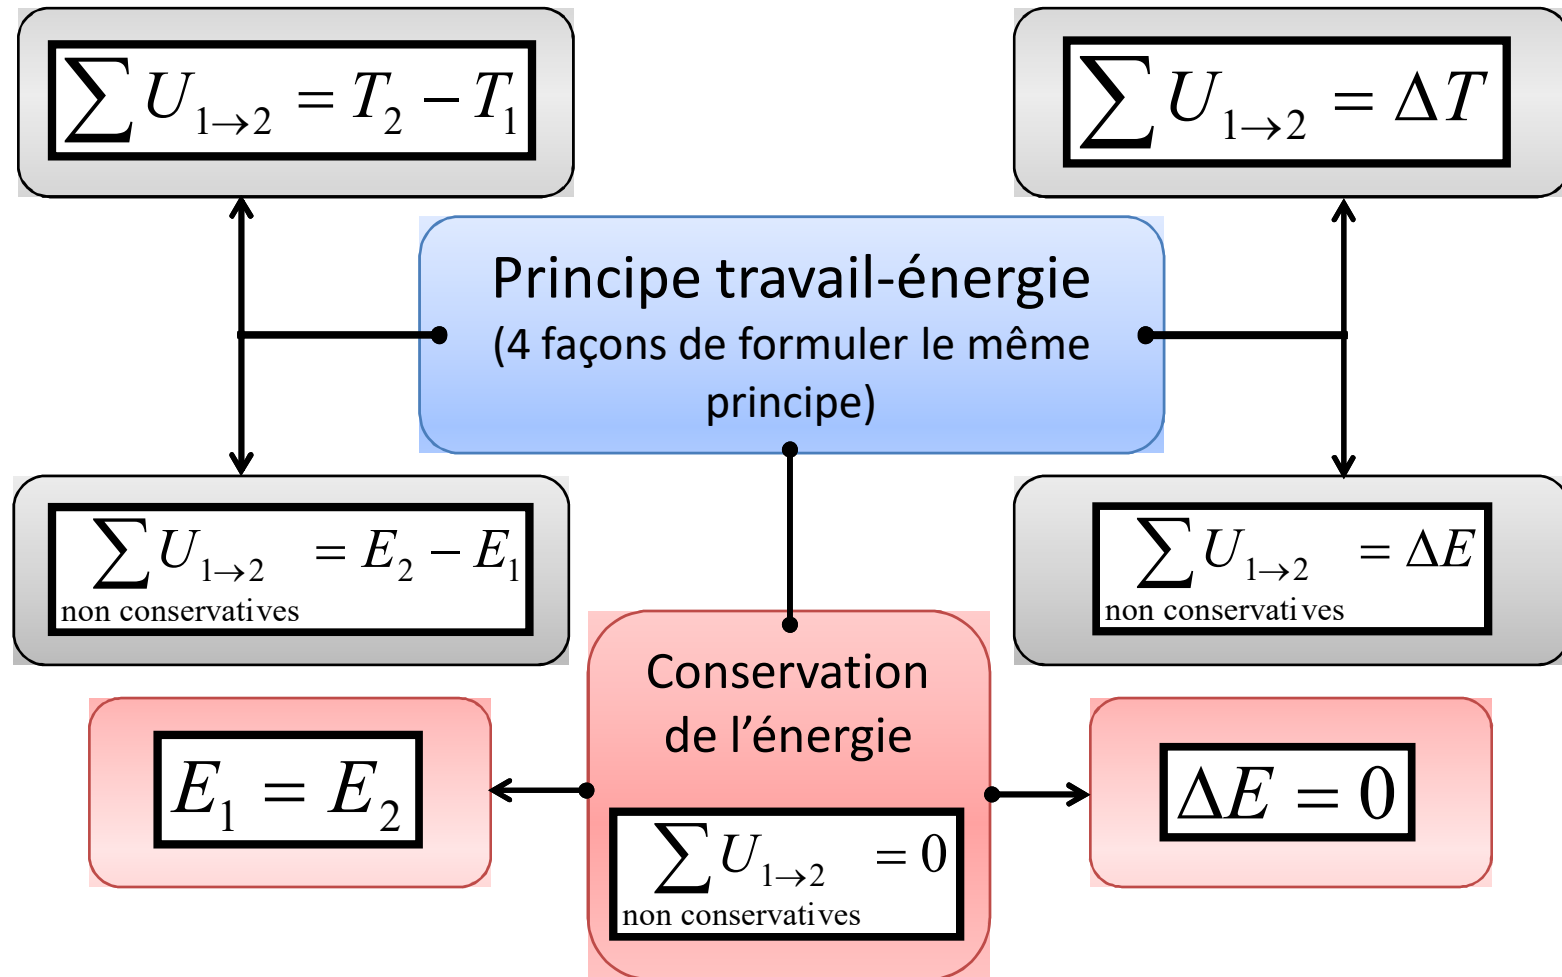 ∑U₁→₂ = T₂ − T₁
∑U₁→₂ = ΔT
Principe travail-énergie
(4 façons de formuler le même
principe)
∑U₁→₂ = E₂ − E₁
non conservatives
∑U₁→₂ = ΔE
non conservatives
Conservation
de l’énergie
∑U₁→₂ = 0
non conservatives
E₁ = E₂
ΔE = 0